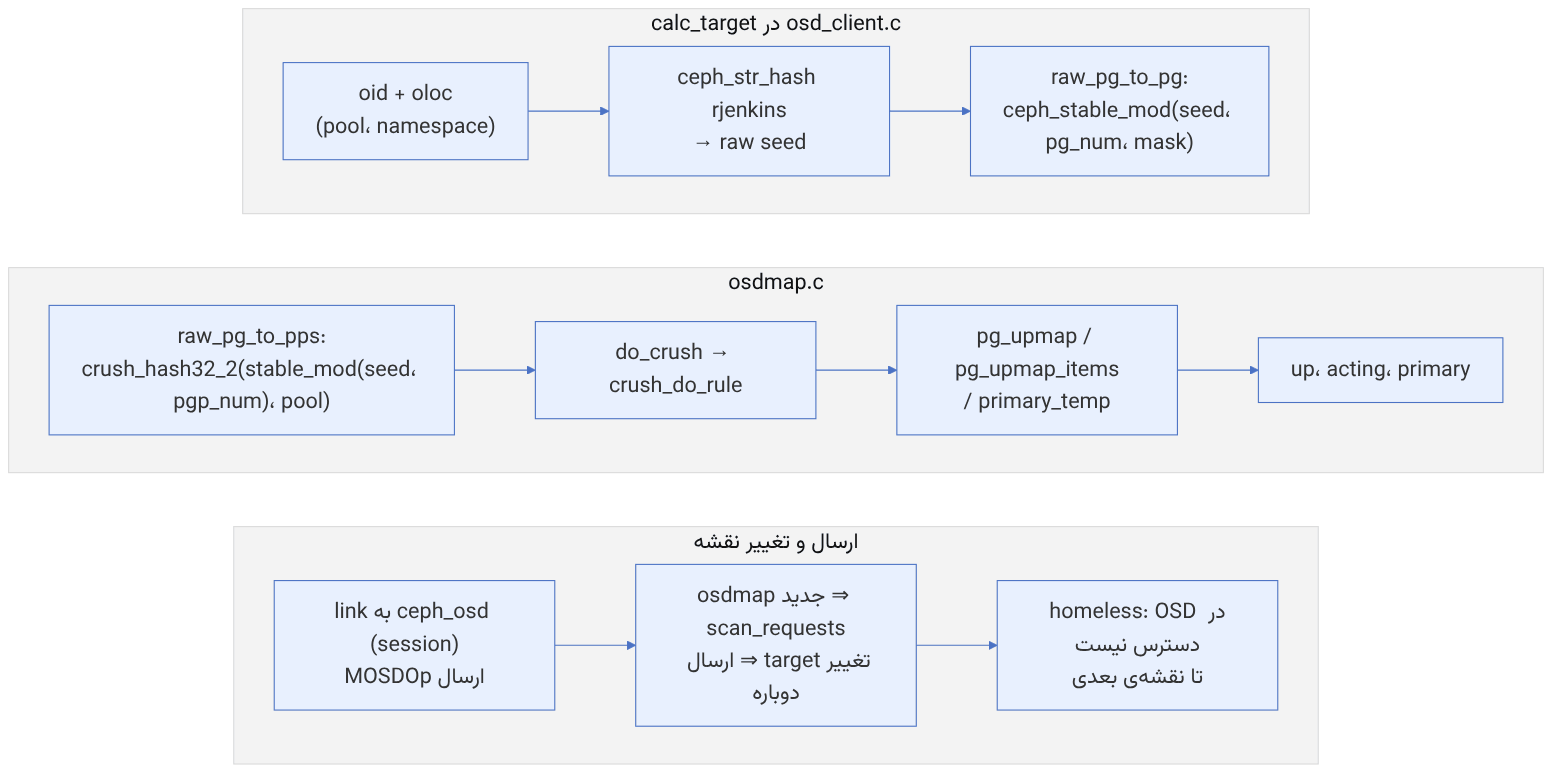 calc_target در osd_client.c
oid + oloc
(pool، namespace)
ceph_str_hash
rjenkins
→ raw seed
raw_pg_to_pg:
ceph_stable_mod(seed،
pg_num، mask)
osdmap.c
raw_pg_to_pps:
crush_hash32_2(stable_mod(seed،
pgp_num)، pool)
do_crush →
crush_do_rule
pg_upmap /
pg_upmap_items
/ primary_temp
up، acting، primary
ارسال و تغییر نقشه
link به ceph_osd
(session)
ارسال MOSDOp
osdmap جدید ⇒
scan_requests
تغییر target ⇒ ارسال
دوباره
homeless: OSD در
دسترس نیست
تا نقشه‌ی بعدی